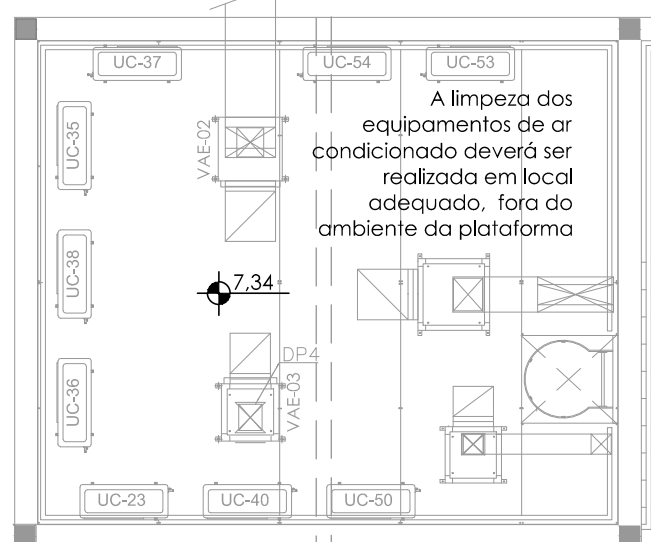 UC-37
UC-54
UC-53
A limpeza dos
equipamentos de ar
condicionado deverá ser
realizada em local
adequado, fora do
ambiente da plataforma
UC-35
VAE-02
UC-38
7,34
DP4
VAE-03
UC-36
UC-23
UC-40
UC-50